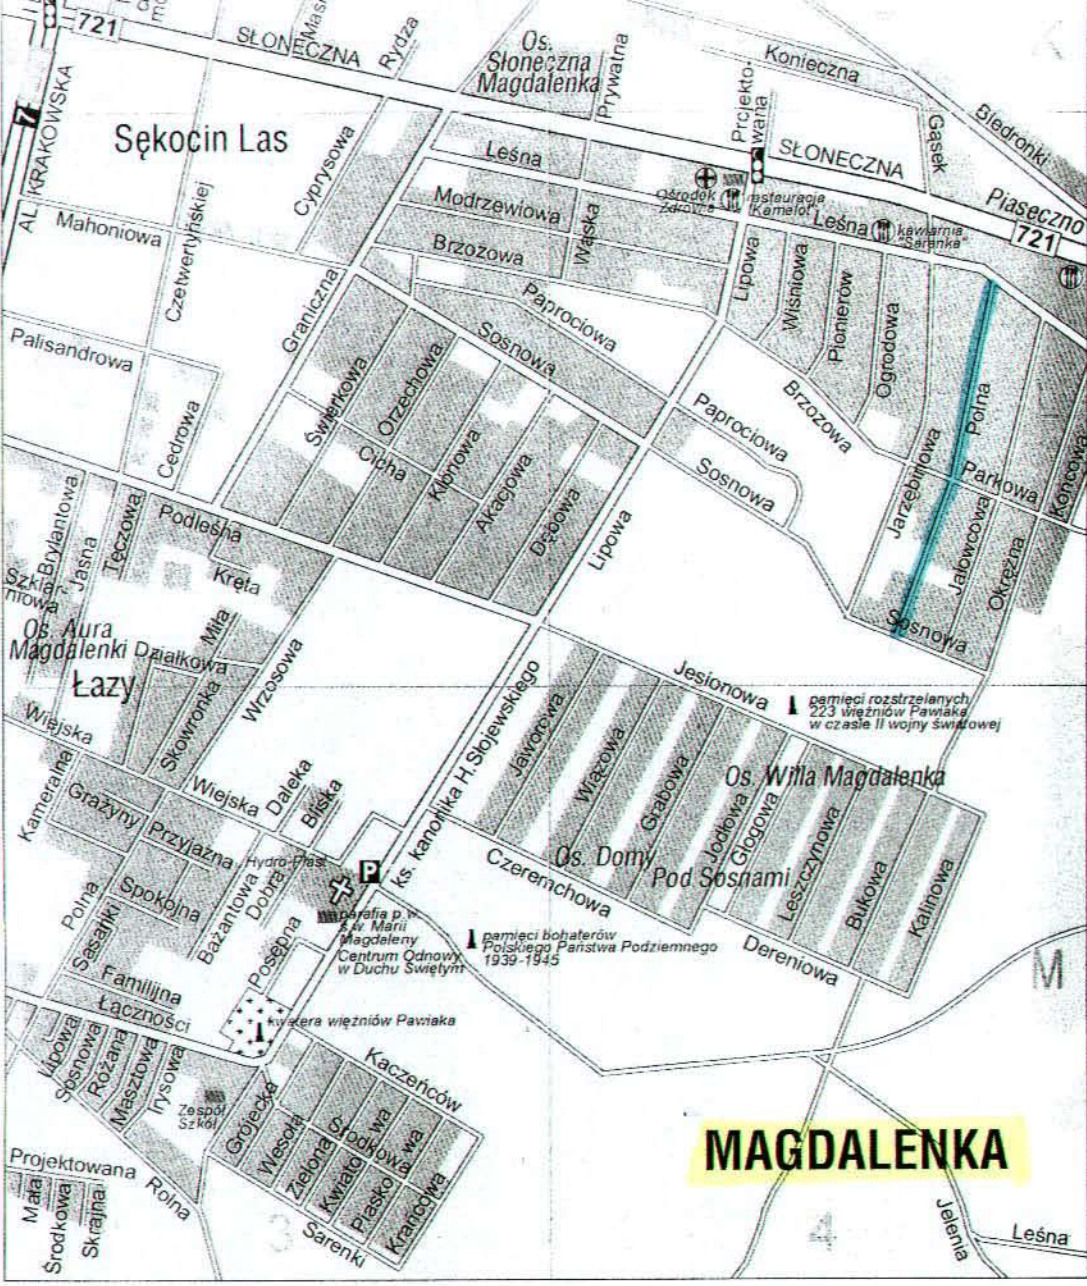 721
SŁONECZNA
Rydza
Os.
Słoneczna
Magdalenka
Prywatna
Projekto-
wana
Konieczna
Gąsek
Biedronki
7
AL. KRAKOWSKA
Sękocin Las
Cyprysowa
Leśna
SŁONECZNA
Piaseczno
721
Mahoniowa
Czetwertyńskiej
Modrzewiowa
Wąska
Ośrodek
Zdrowia
restauracja
"Kamelot"
Leśna
kawiarnia
"Saranka"
Brzozowa
Lipowa
Wiśniowa
Pionierów
Ogrodowa
Graniczna
Paprociowa
Sosnowa
Palisandrowa
Świerkowa
Orzechowa
Brzozowa
Polna
Cedrowa
Cicha
Klonowa
Akacjowa
Dębowa
Paprociowa
Sosnowa
Lipowa
Jarzębinowa
Parkowa
Końcowa
Jałowcowa
Okrężna
Sosnowa
Brylantowa
Jasna
Tęczowa
Podleśna
Szklar-
niowa
Kręta
Os. Aura
Magdalenki
Działkowa
Miła
Łazy
Skowronka
Wrzosowa
Wiejska
ks. kanonika H.Słojewskiego
Jesionowa
pamięci rozstrzelanych
223 więźniów Pawiaka
w czasie II wojny światowej
Jaworowa
Wiązowa
Grabowa
Jodłowa
Głogowa
Os. Willa Magdalenka
Leszczynowa
Bukowa
Kalinowa
Kameralna
Grażyny
Przyjaźna
Wiejska
Daleka
Bliska
Hydro-Plast
P
Czeremchowa
Os. Domy
Pod Sosnami
Dereniowa
Polna
Sasanki
Spokojna
Bażantowa
Dobra
Posępna
parafia p.w.
św. Marii
Magdaleny
Centrum Odnowy
w Duchu Świętym
pamięci bohaterów
Polskiego Państwa Podziemnego
1939-1945
M
Familijna
Łączności
kwatera więźniów Pawiaka
Lipowa
Sosnowa
Różana
Masztowa
Irysowa
Zespół
Szkół
Kaczeńców
Grójecka
Wesoła
Zielona
Środkowa
Kwiatowa
Piaskowa
Krańcowa
Sarenki
MAGDALENKA
Projektowana
Rolna
Mała
Środkowa
Skrajna
3
4
Jelenia
Leśna